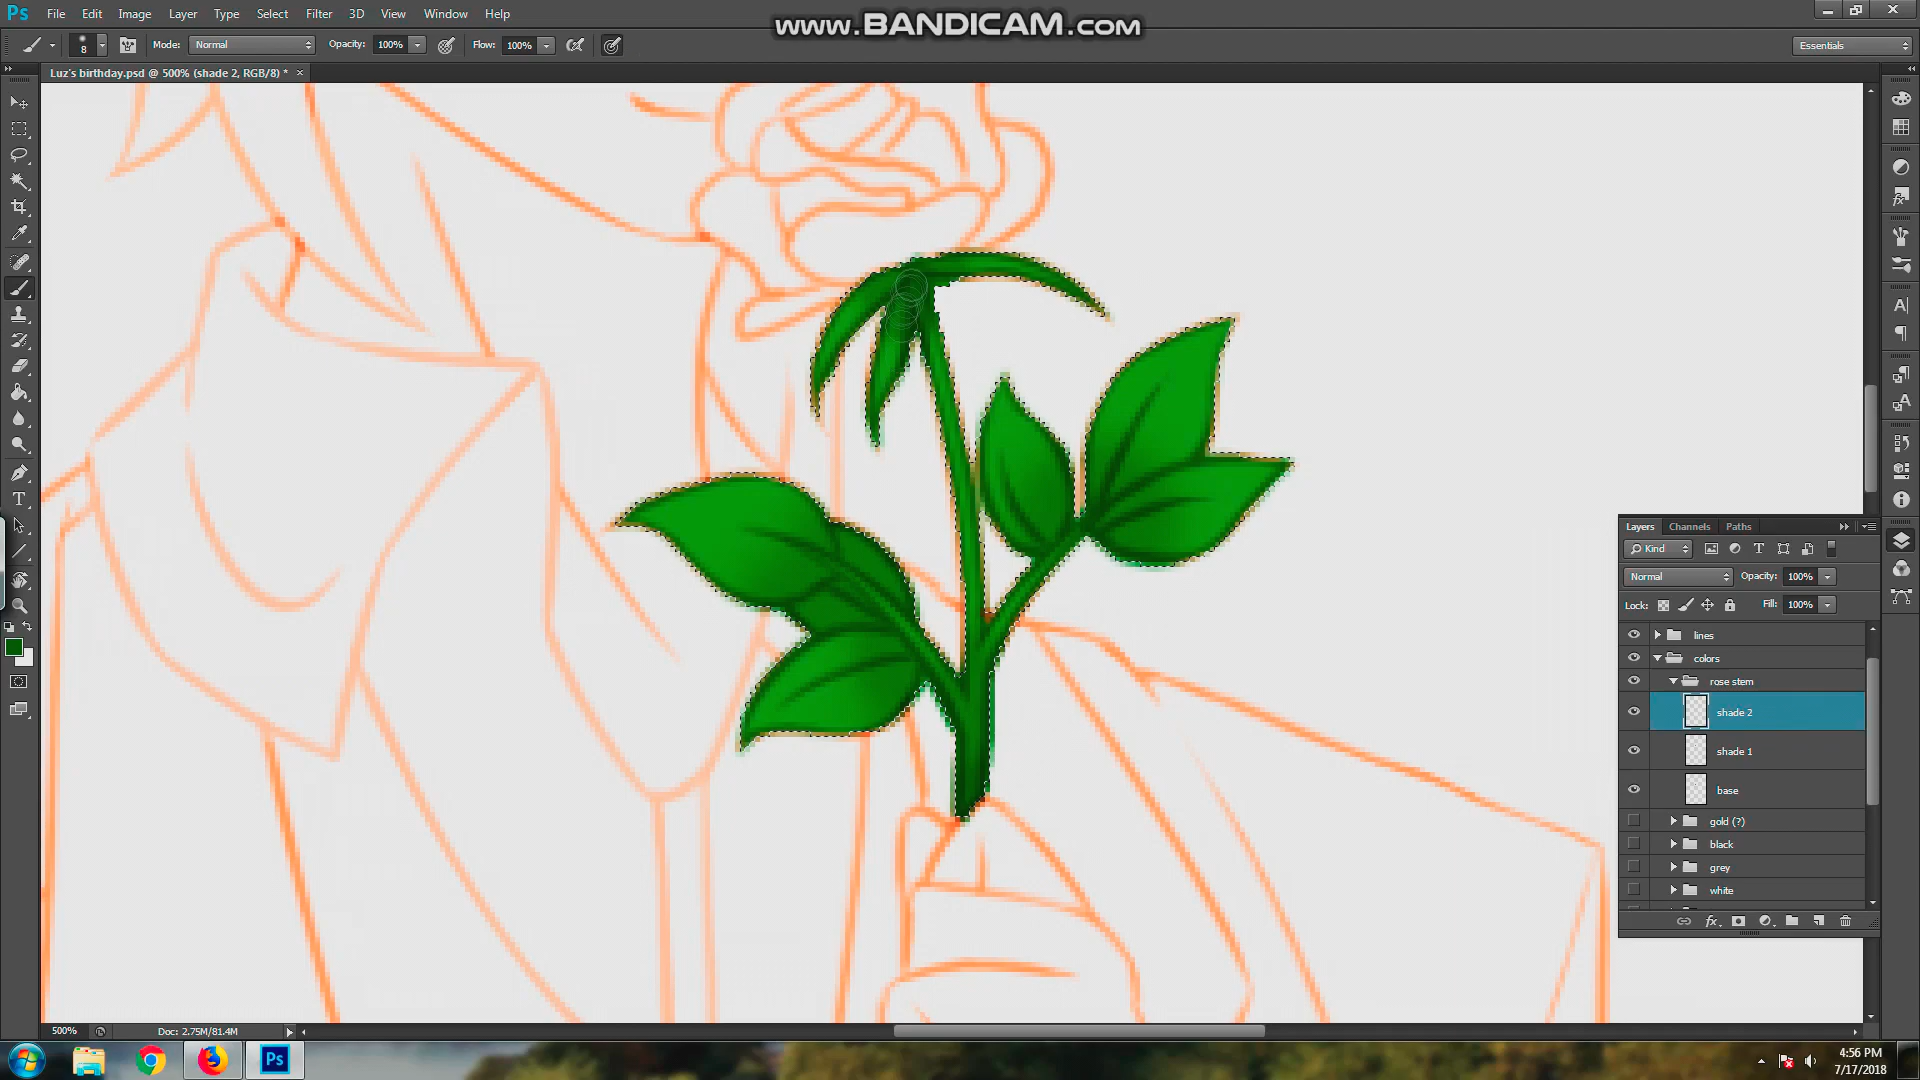 Ps File Edit Image Layer Type Select Filter 3D View Window Help
www.BANDICAM.com
8 Mode: Normal Opacity: 100% Flow: 100% Essentials
Luz's birthday.psd @ 500% (shade 2, RGB/8) * ×
Layers Channels Paths
Kind
Normal Opacity: 100%
Lock: Fill: 100%
lines
colors
rose stem
shade 2
shade 1
base
gold (?)
black
grey
white
500% Doc: 2.75M/81.4M
Ps
4:56 PM
7/17/2018